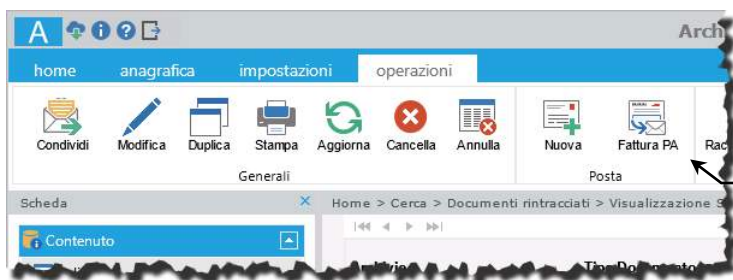 A
Arch
home anagrafica impostazioni operazioni
Condividi Modifica Duplica Stampa Aggiorna Cancella Annulla Nuova Fattura PA Rac
Generali Posta
Scheda Home > Cerca > Documenti rintracciati > Visualizzazione S
Contenuto